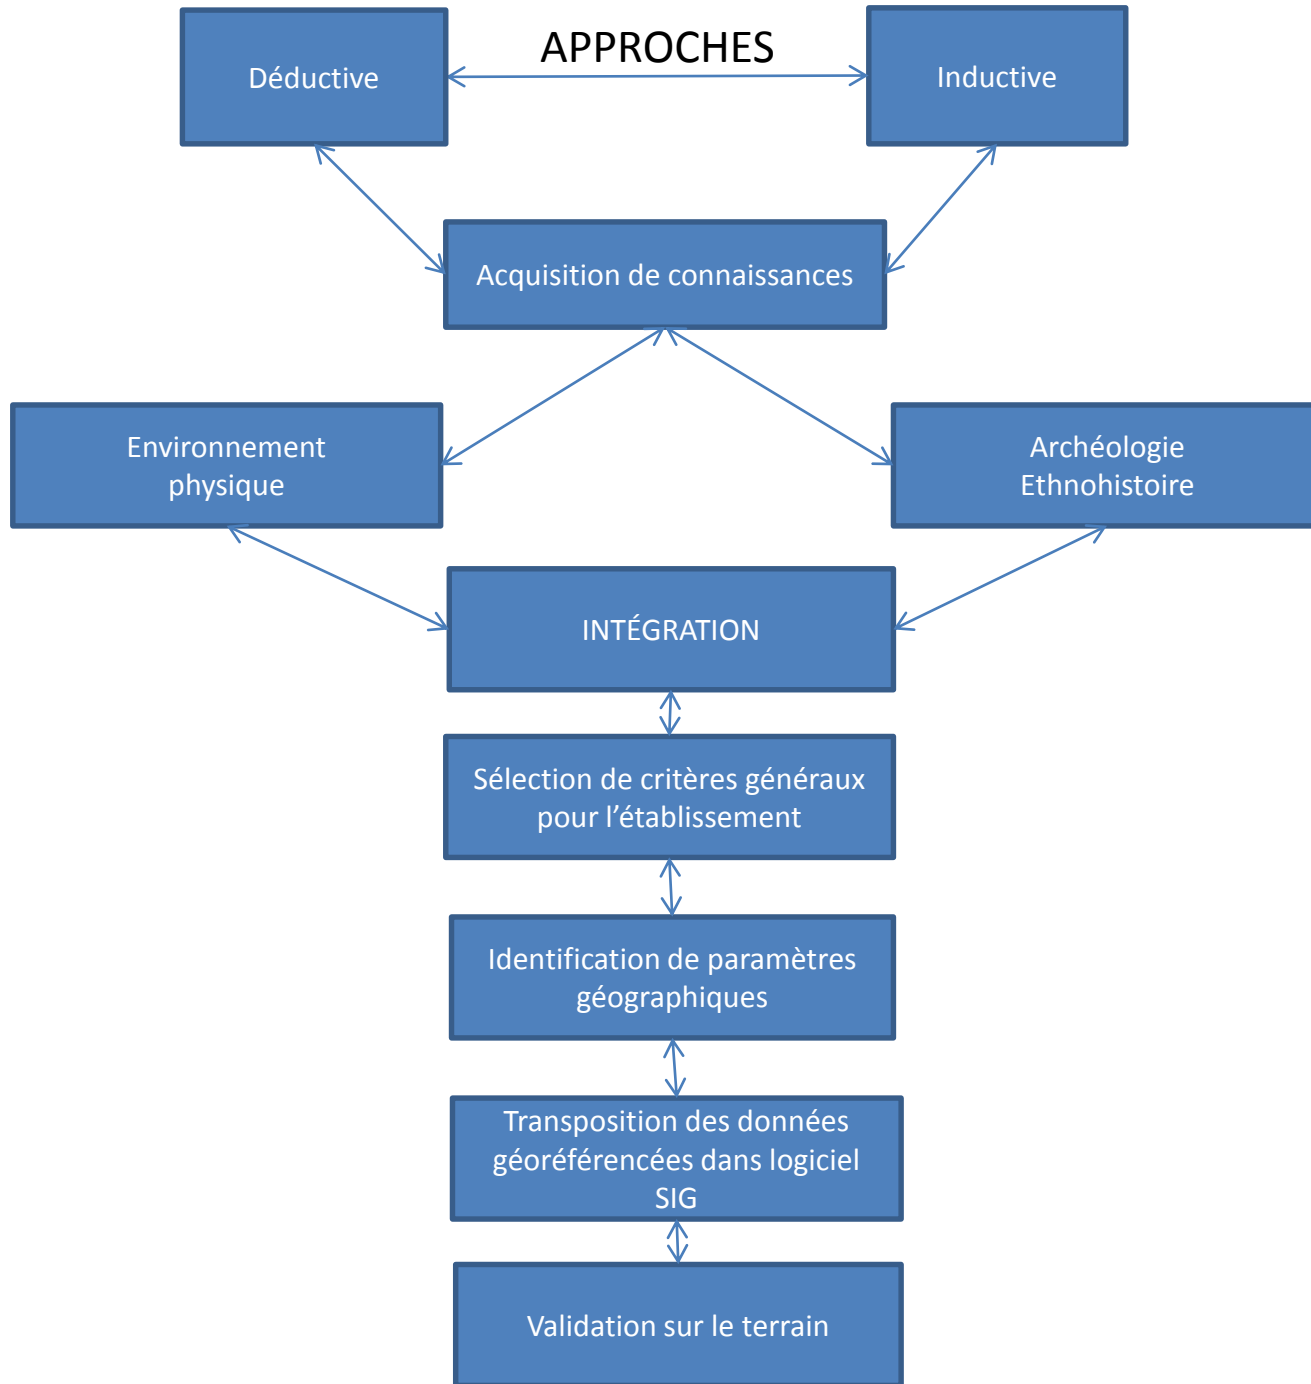 APPROCHES
Déductive
Inductive
Acquisition de connaissances
Environnement
physique
Archéologie
Ethnohistoire
INTÉGRATION
Sélection de critères généraux
pour l’établissement
Identification de paramètres
géographiques
Transposition des données
géoréférencées dans logiciel
SIG
Validation sur le terrain